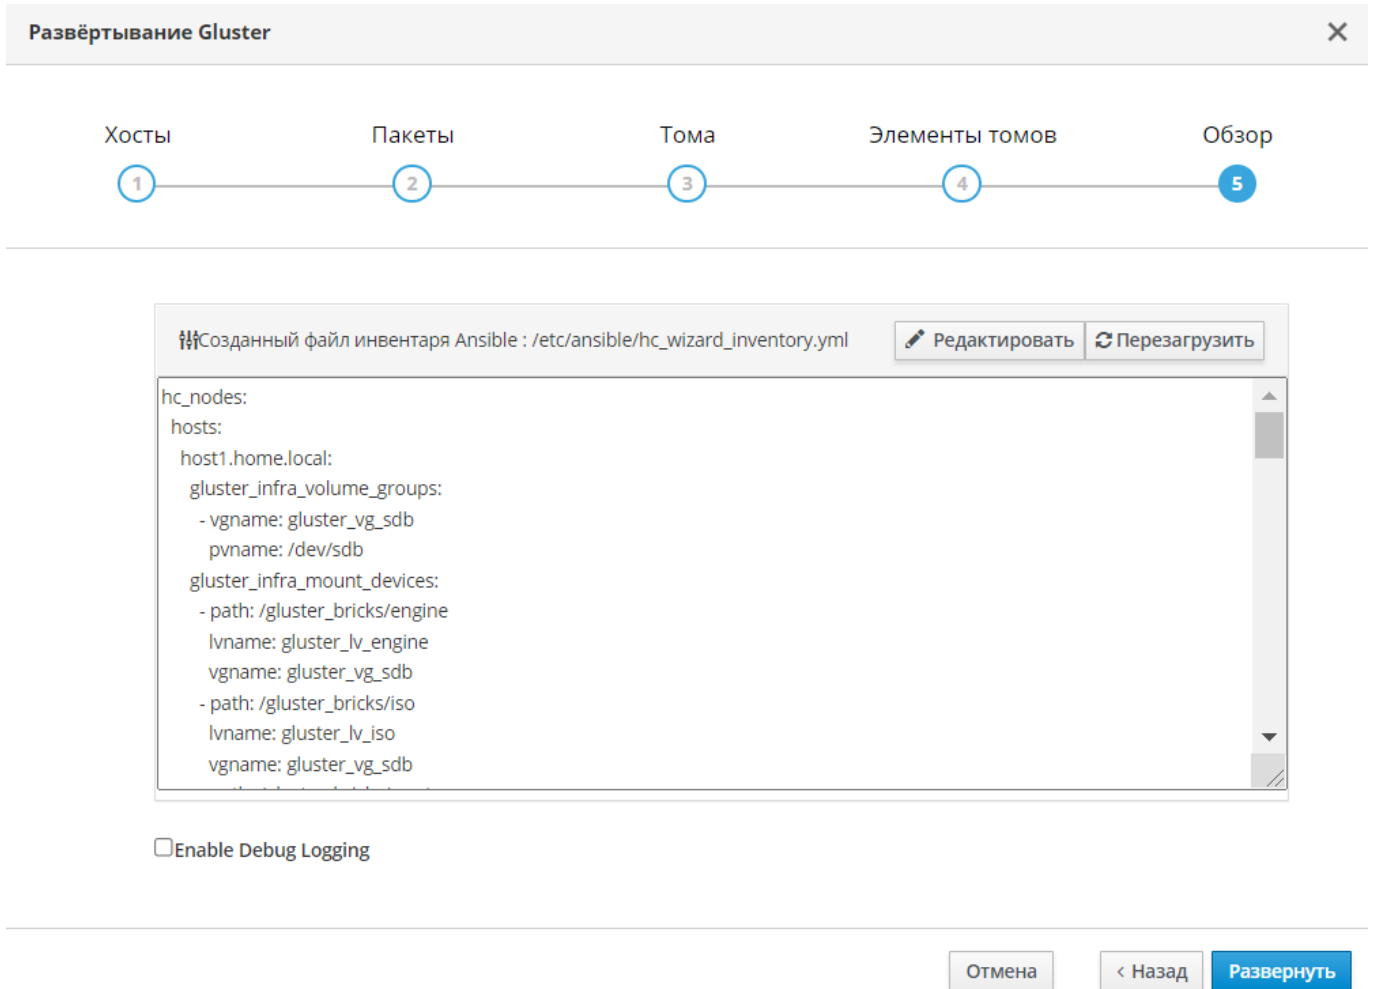 Развёртывание Gluster
Хосты Пакеты Тома Элементы томов Обзор
1 2 3 4 5
Созданный файл инвентаря Ansible : /etc/ansible/hc_wizard_inventory.yml Редактировать Перезагрузить
hc_nodes:
hosts:
host1.home.local:
gluster_infra_volume_groups:
- vgname: gluster_vg_sdb
pvname: /dev/sdb
gluster_infra_mount_devices:
- path: /gluster_bricks/engine
lvname: gluster_lv_engine
vgname: gluster_vg_sdb
- path: /gluster_bricks/iso
lvname: gluster_lv_iso
vgname: gluster_vg_sdb
Enable Debug Logging
Отмена < Назад Развернуть